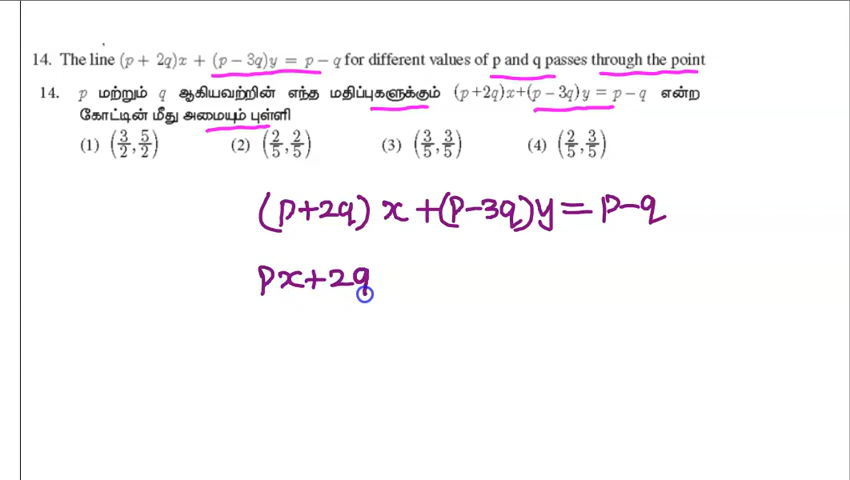 14. The line (p + 2q)x + (p − 3q)y = p − q for different values of p and q passes through the point
14. p மற்றும் q ஆகியவற்றின் எந்த மதிப்புகளுக்கும் (p+2q)x+(p−3q)y = p−q என்ற
கோட்டின் மீது அமையும் புள்ளி
(1) (3/2, 5/2) (2) (2/5, 2/5) (3) (3/5, 3/5) (4) (2/5, 3/5)
(p+2q) x +(p−3q)y = p−q
px+2q